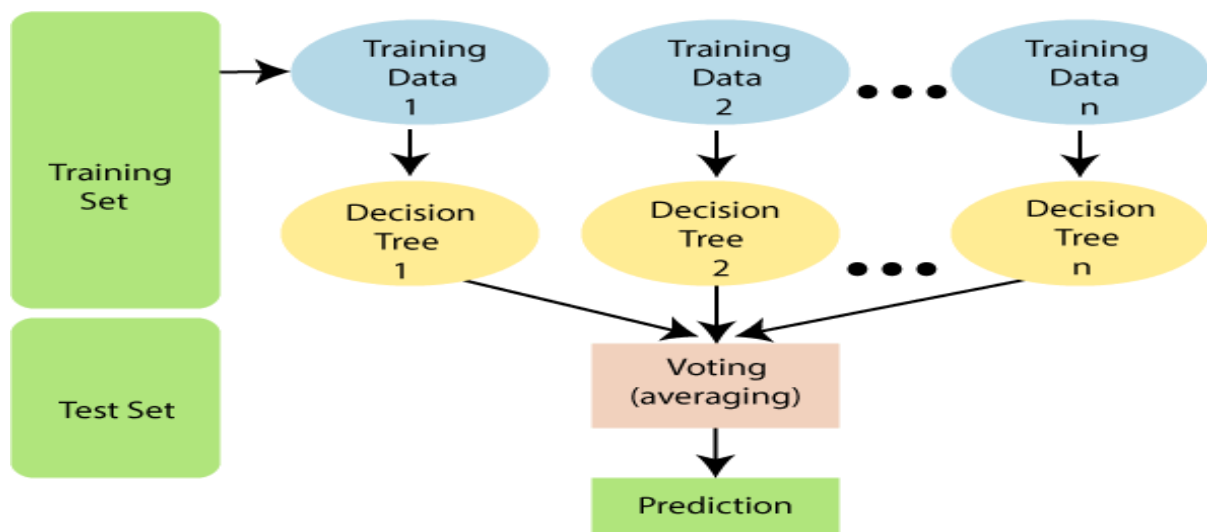 Training
Set
Test Set
Training
Data
1
Training
Data
2
Training
Data
n
Decision
Tree
1
Decision
Tree
2
Decision
Tree
n
Voting
(averaging)
Prediction